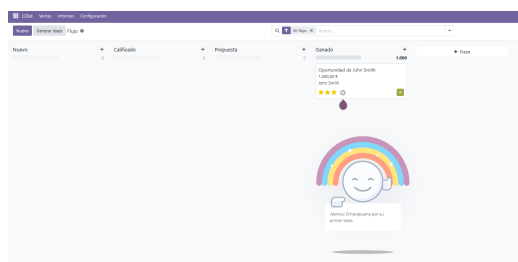 CRM Ventas Informes Configuración
Nuevo Generar leads Flujo
Mi flujo ×
Buscar...
Nuevo + Calificado + Propuesta + Ganado + + Etapa
0 0 0 1.000
Oportunidad de John Smith
1.000,00 €
John Smith
¡Vamos! Enhorabuena por su
primer trato.